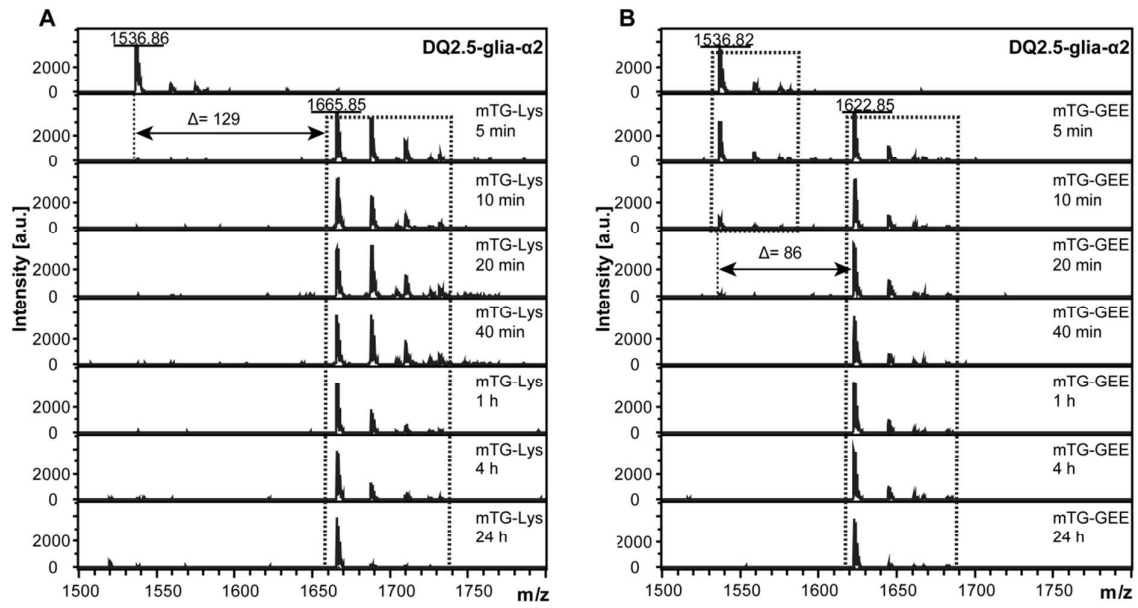 A
1536.86
DQ2.5-glia-α2
2000
0
1665.85
mTG-Lys
5 min
Δ= 129
2000
0
mTG-Lys
10 min
2000
0
mTG-Lys
20 min
2000
0
mTG-Lys
40 min
2000
0
mTG-Lys
1 h
2000
0
mTG-Lys
4 h
2000
0
mTG-Lys
24 h
2000
0
Intensity [a.u.]
1500 1550 1600 1650 1700 1750 m/z
B
1536.82
DQ2.5-glia-α2
2000
0
1622.85
mTG-GEE
5 min
2000
0
mTG-GEE
10 min
2000
0
mTG-GEE
20 min
Δ= 86
2000
0
mTG-GEE
40 min
2000
0
mTG-GEE
1 h
2000
0
mTG-GEE
4 h
2000
0
mTG-GEE
24 h
2000
0
Intensity [a.u.]
1500 1550 1600 1650 1700 1750 m/z